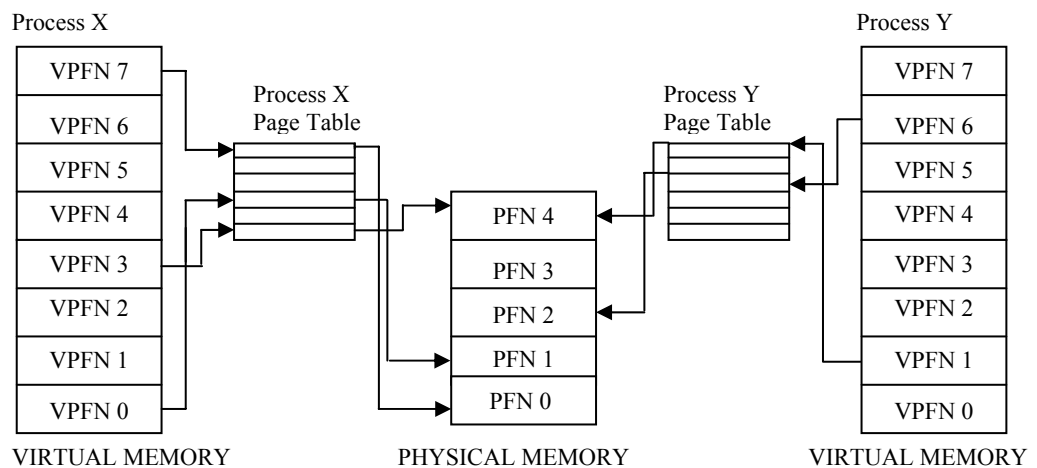 Process X
VPFN 7
VPFN 6
VPFN 5
VPFN 4
VPFN 3
VPFN 2
VPFN 1
VPFN 0
VIRTUAL MEMORY
Process X
Page Table
PFN 4
PFN 3
PFN 2
PFN 1
PFN 0
PHYSICAL MEMORY
Process Y
Page Table
Process Y
VPFN 7
VPFN 6
VPFN 5
VPFN 4
VPFN 3
VPFN 2
VPFN 1
VPFN 0
VIRTUAL MEMORY